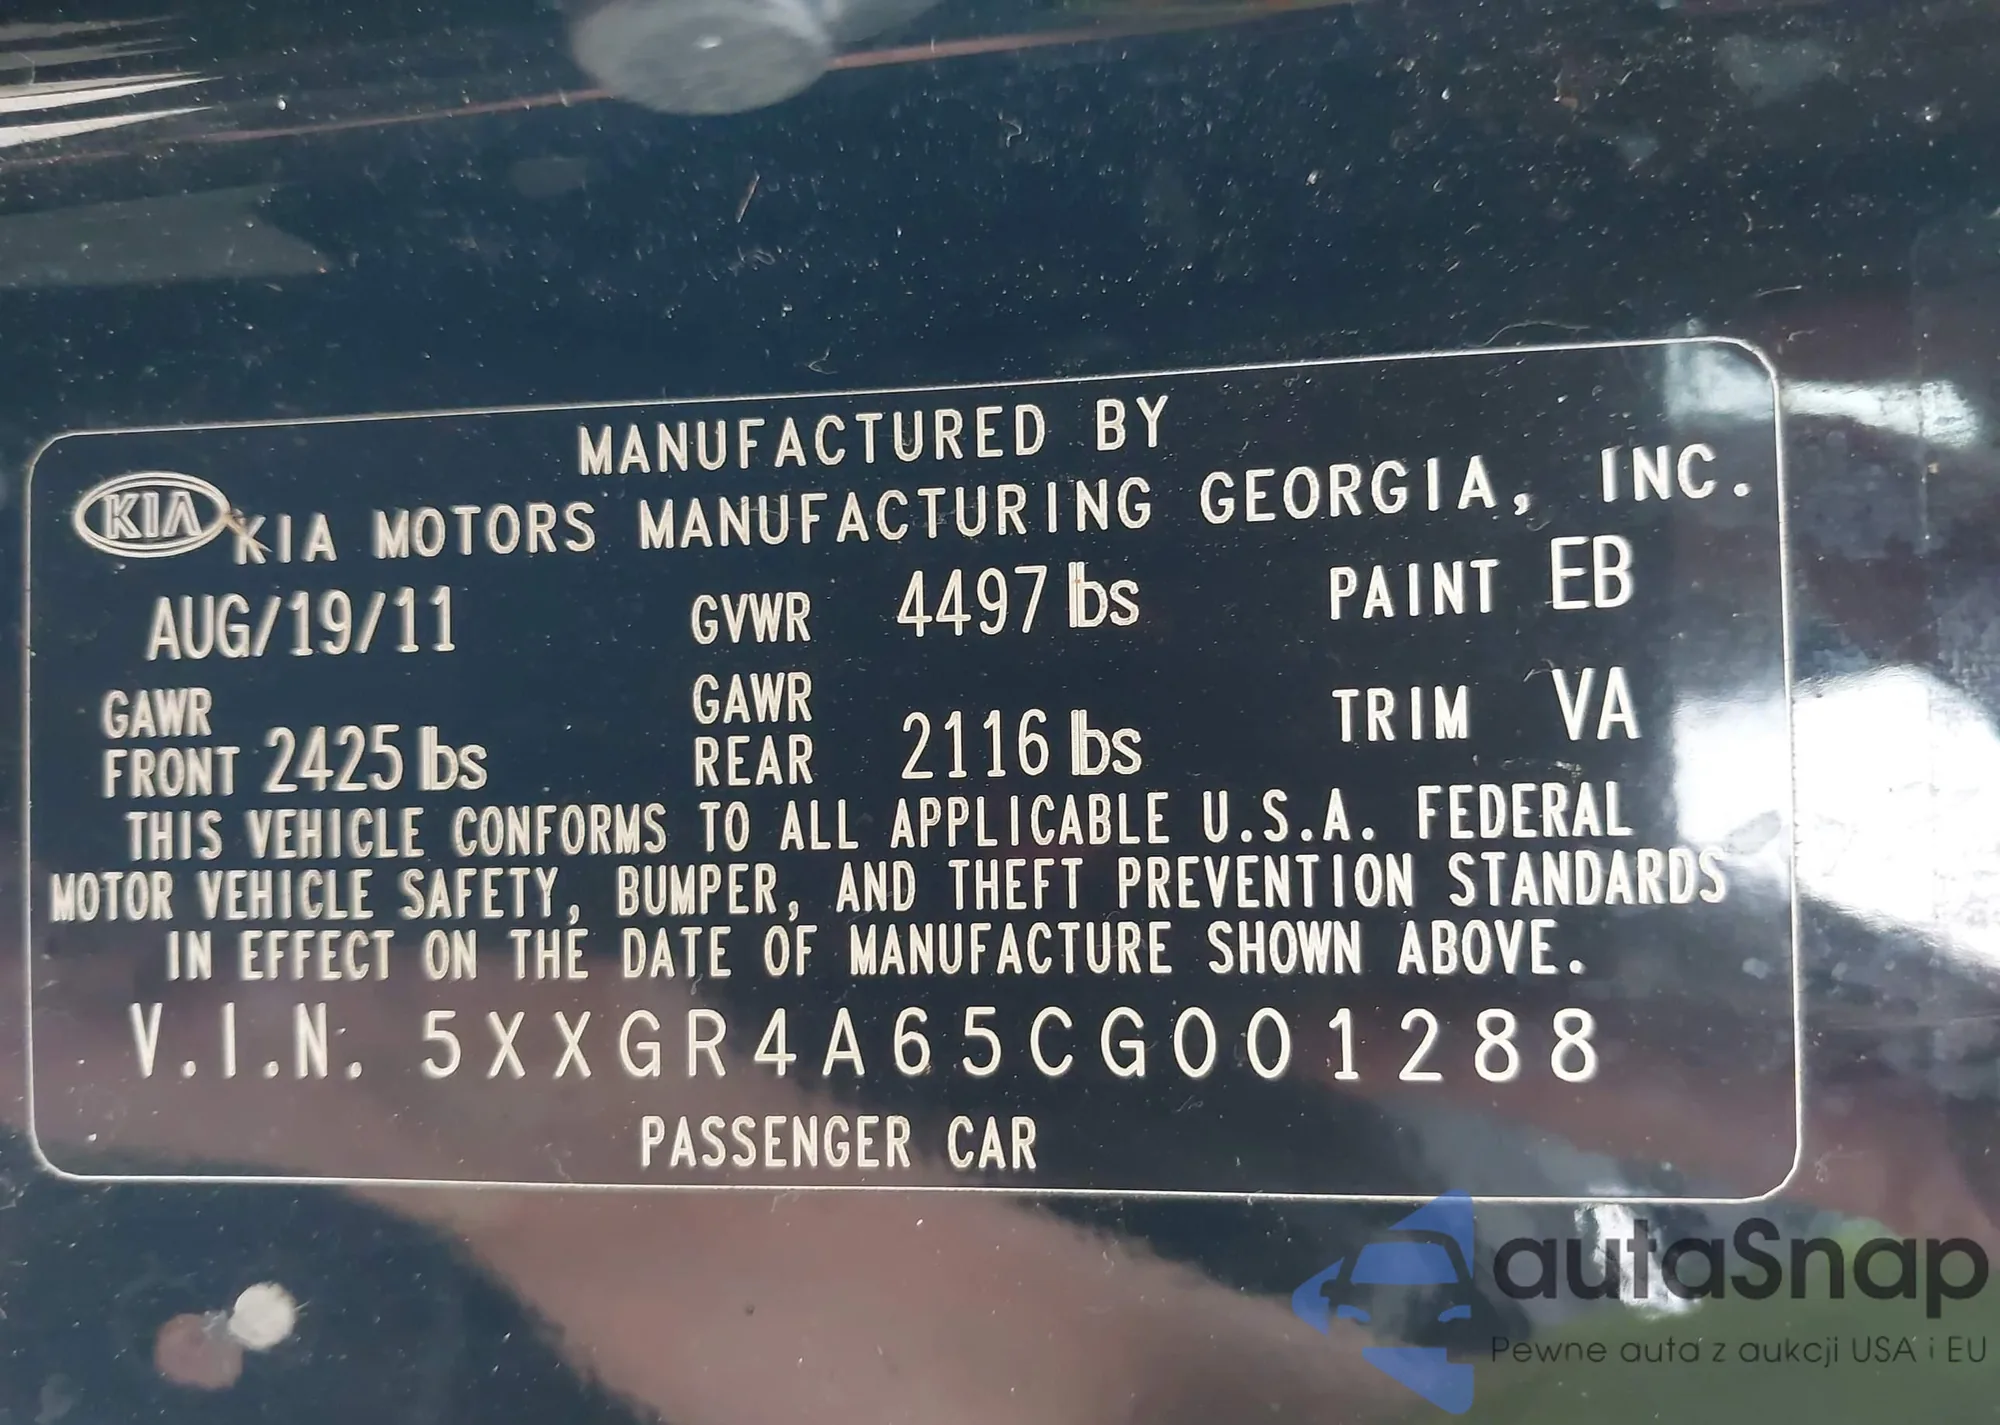 MANUFACTURED BY
KIA KIA MOTORS MANUFACTURING GEORGIA, INC.
AUG/19/11 GVWR 4497 lbs PAINT EB
GAWR FRONT 2425 lbs GAWR REAR 2116 lbs TRIM VA
THIS VEHICLE CONFORMS TO ALL APPLICABLE U.S.A. FEDERAL
MOTOR VEHICLE SAFETY, BUMPER, AND THEFT PREVENTION STANDARDS
IN EFFECT ON THE DATE OF MANUFACTURE SHOWN ABOVE.
V.I.N. 5XXGR4A65CG001288
PASSENGER CAR
autaSnap
Pewne auta z aukcji USA i EU